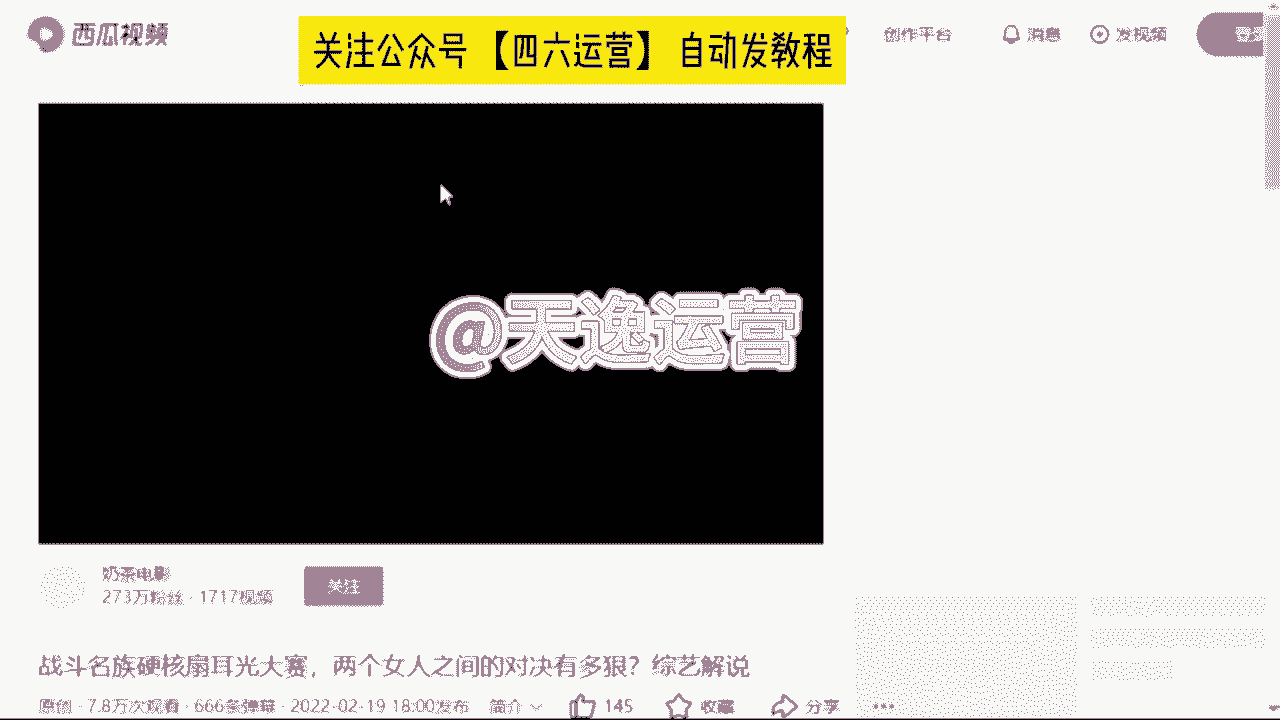 西瓜视频
关注公众号 【四六运营】 自动发教程
创作平台
消息
发视频
@天逸运营
奶茶电影
273万粉丝 · 1717视频
关注
战斗名族硬核扇耳光大赛，两个女人之间的对决有多狠？综艺解说
原创 · 7.8万次观看 · 666条弹幕 · 2022-02-19 18:00发布 简介 145 收藏 分享